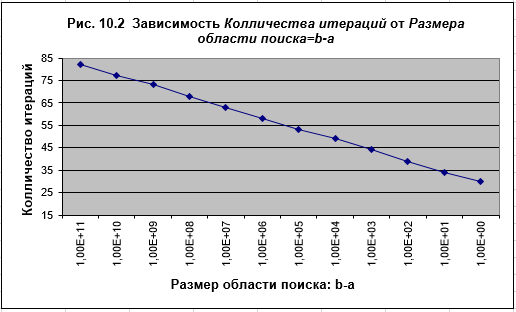 Рис. 10.2 Зависимость Колличества итераций от Размера
области поиска=b-a
Колличество итераций
85
75
65
55
45
35
25
15
1,00E+11
1,00E+10
1,00E+09
1,00E+08
1,00E+07
1,00E+06
1,00E+05
1,00E+04
1,00E+03
1,00E+02
1,00E+01
1,00E+00
Размер области поиска: b-a